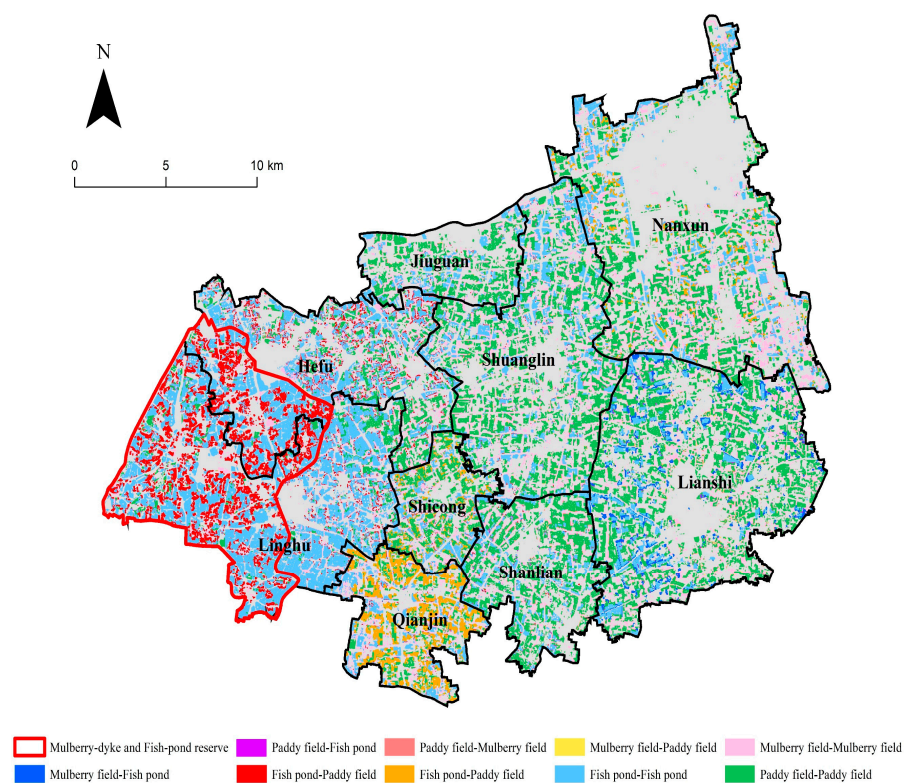 N
0 5 10 km
Nanxun
Jiuguan
Shuanglin
Hefu
Lianshi
Shicong
Linghu
Shanlian
Qianjin
Mulberry-dyke and Fish-pond reserve Paddy field-Fish pond Paddy field-Mulberry field Mulberry field-Paddy field Mulberry field-Mulberry field
Mulberry field-Fish pond Fish pond-Paddy field Fish pond-Paddy field Fish pond-Fish pond Paddy field-Paddy field